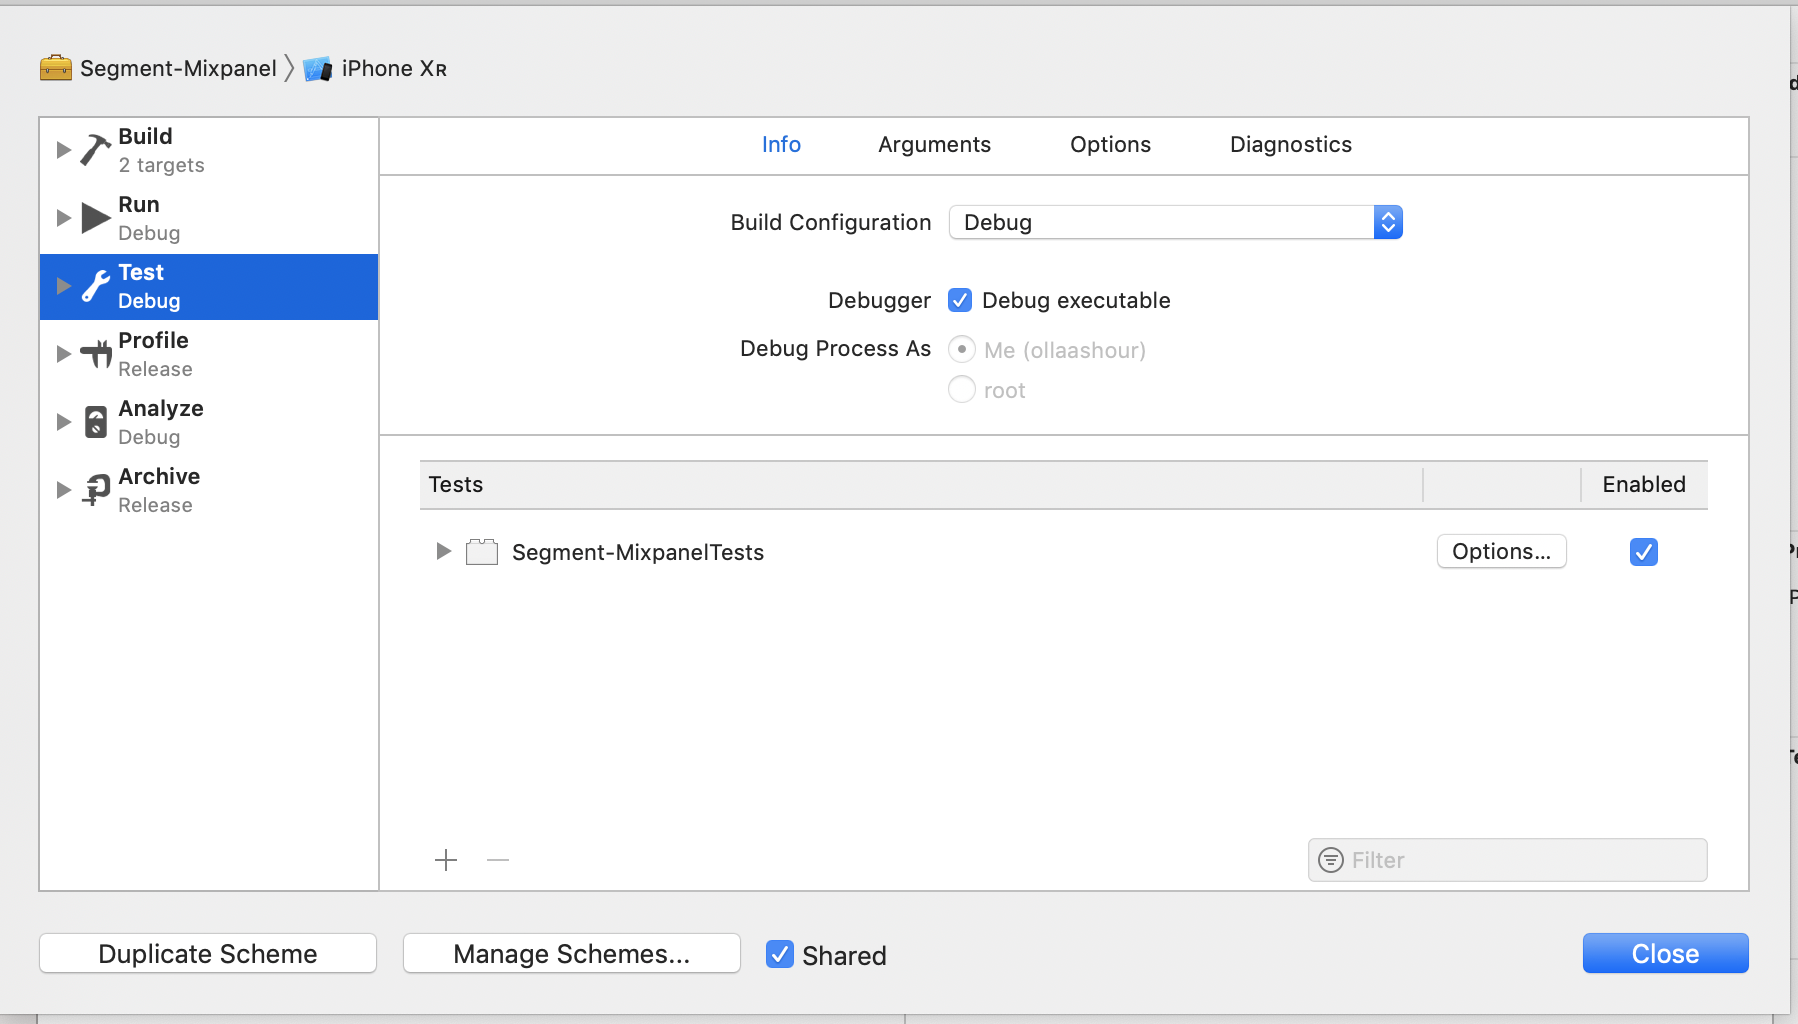 Segment-Mixpanel iPhone XR
Build
2 targets
Run
Debug
Test
Debug
Profile
Release
Analyze
Debug
Archive
Release
Info Arguments Options Diagnostics
Build Configuration Debug
Debugger Debug executable
Debug Process As Me (ollaashour)
root
Tests Enabled
Segment-MixpanelTests Options...
Filter
Duplicate Scheme Manage Schemes... Shared Close